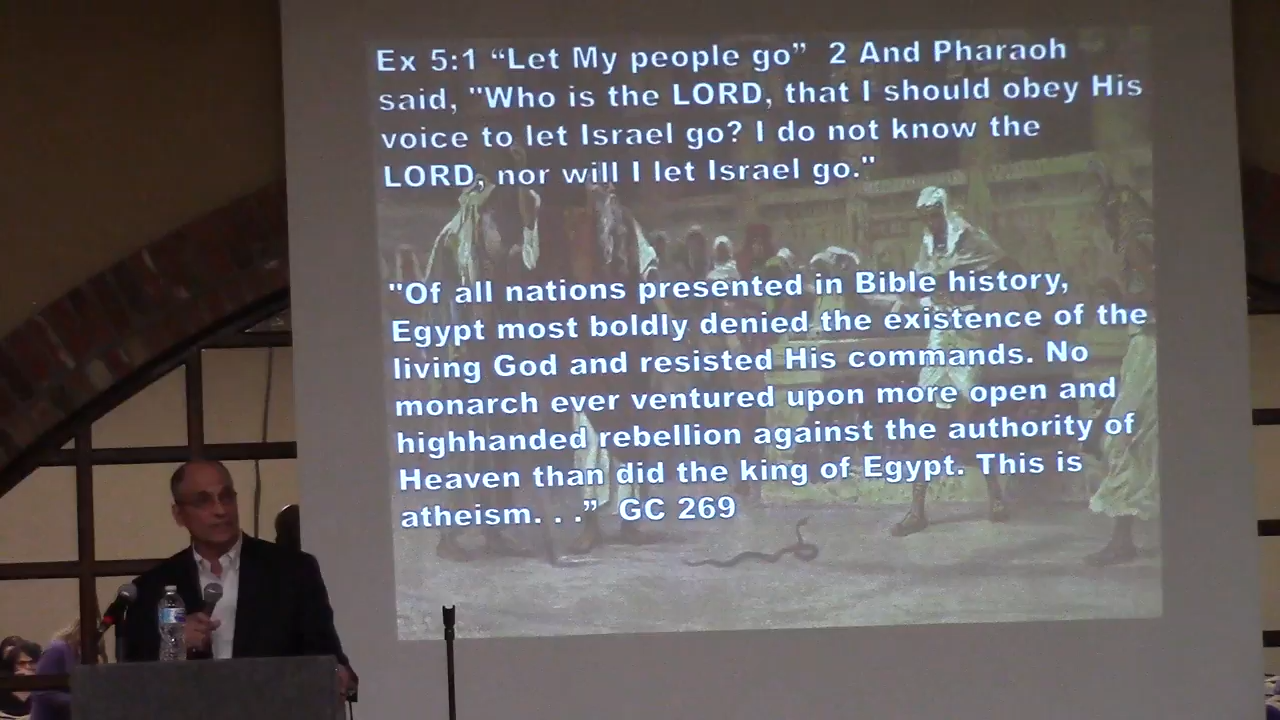 Ex 5:1 “Let My people go”  2 And Pharaoh
said, "Who is the LORD, that I should obey His
voice to let Israel go? I do not know the
LORD, nor will I let Israel go."
"Of all nations presented in Bible history,
Egypt most boldly denied the existence of the
living God and resisted His commands. No
monarch ever ventured upon more open and
highhanded rebellion against the authority of
Heaven than did the king of Egypt. This is
atheism. . .”  GC 269